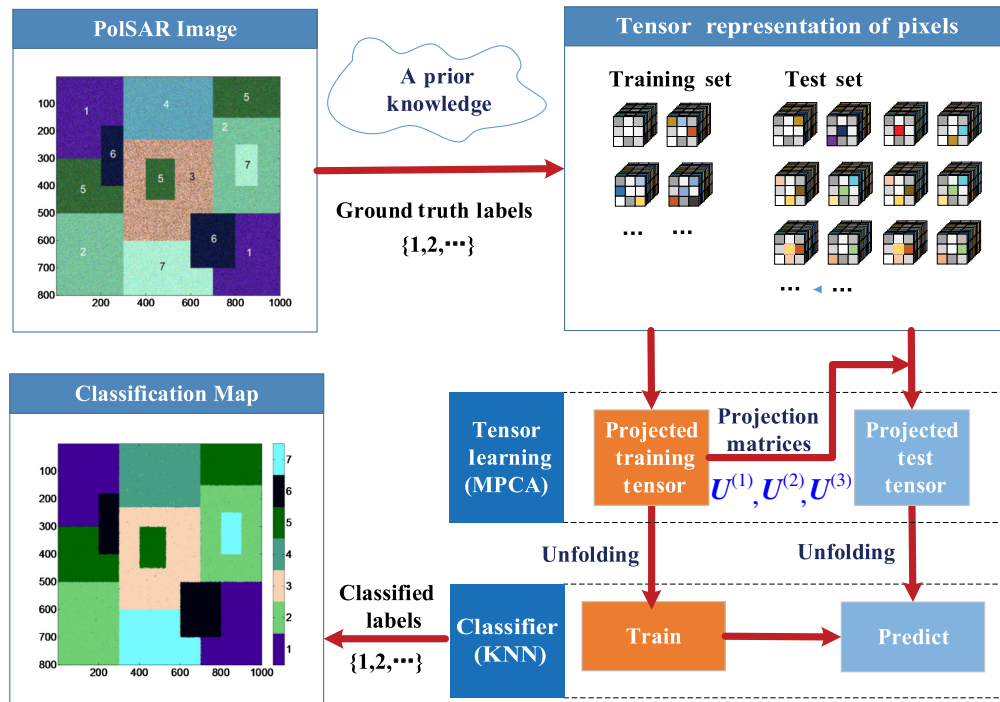 PolSAR Image
100
200
300
400
500
600
700
800
200
400
600
800
1000
1
4
5
2
6
7
5
5
3
2
6
1
7
A prior
knowledge
Ground truth labels
{1,2,···}
Tensor representation of pixels
Training set
Test set
...
...
...
...
Classification Map
100
200
300
400
500
600
700
800
200
400
600
800
1000
7
6
5
4
3
2
1
Tensor
learning
(MPCA)
Projected
training
tensor
Projection
matrices
U(1), U(2), U(3)
Projected
test
tensor
Unfolding
Unfolding
Classified
labels
{1,2,···}
Classifier
(KNN)
Train
Predict